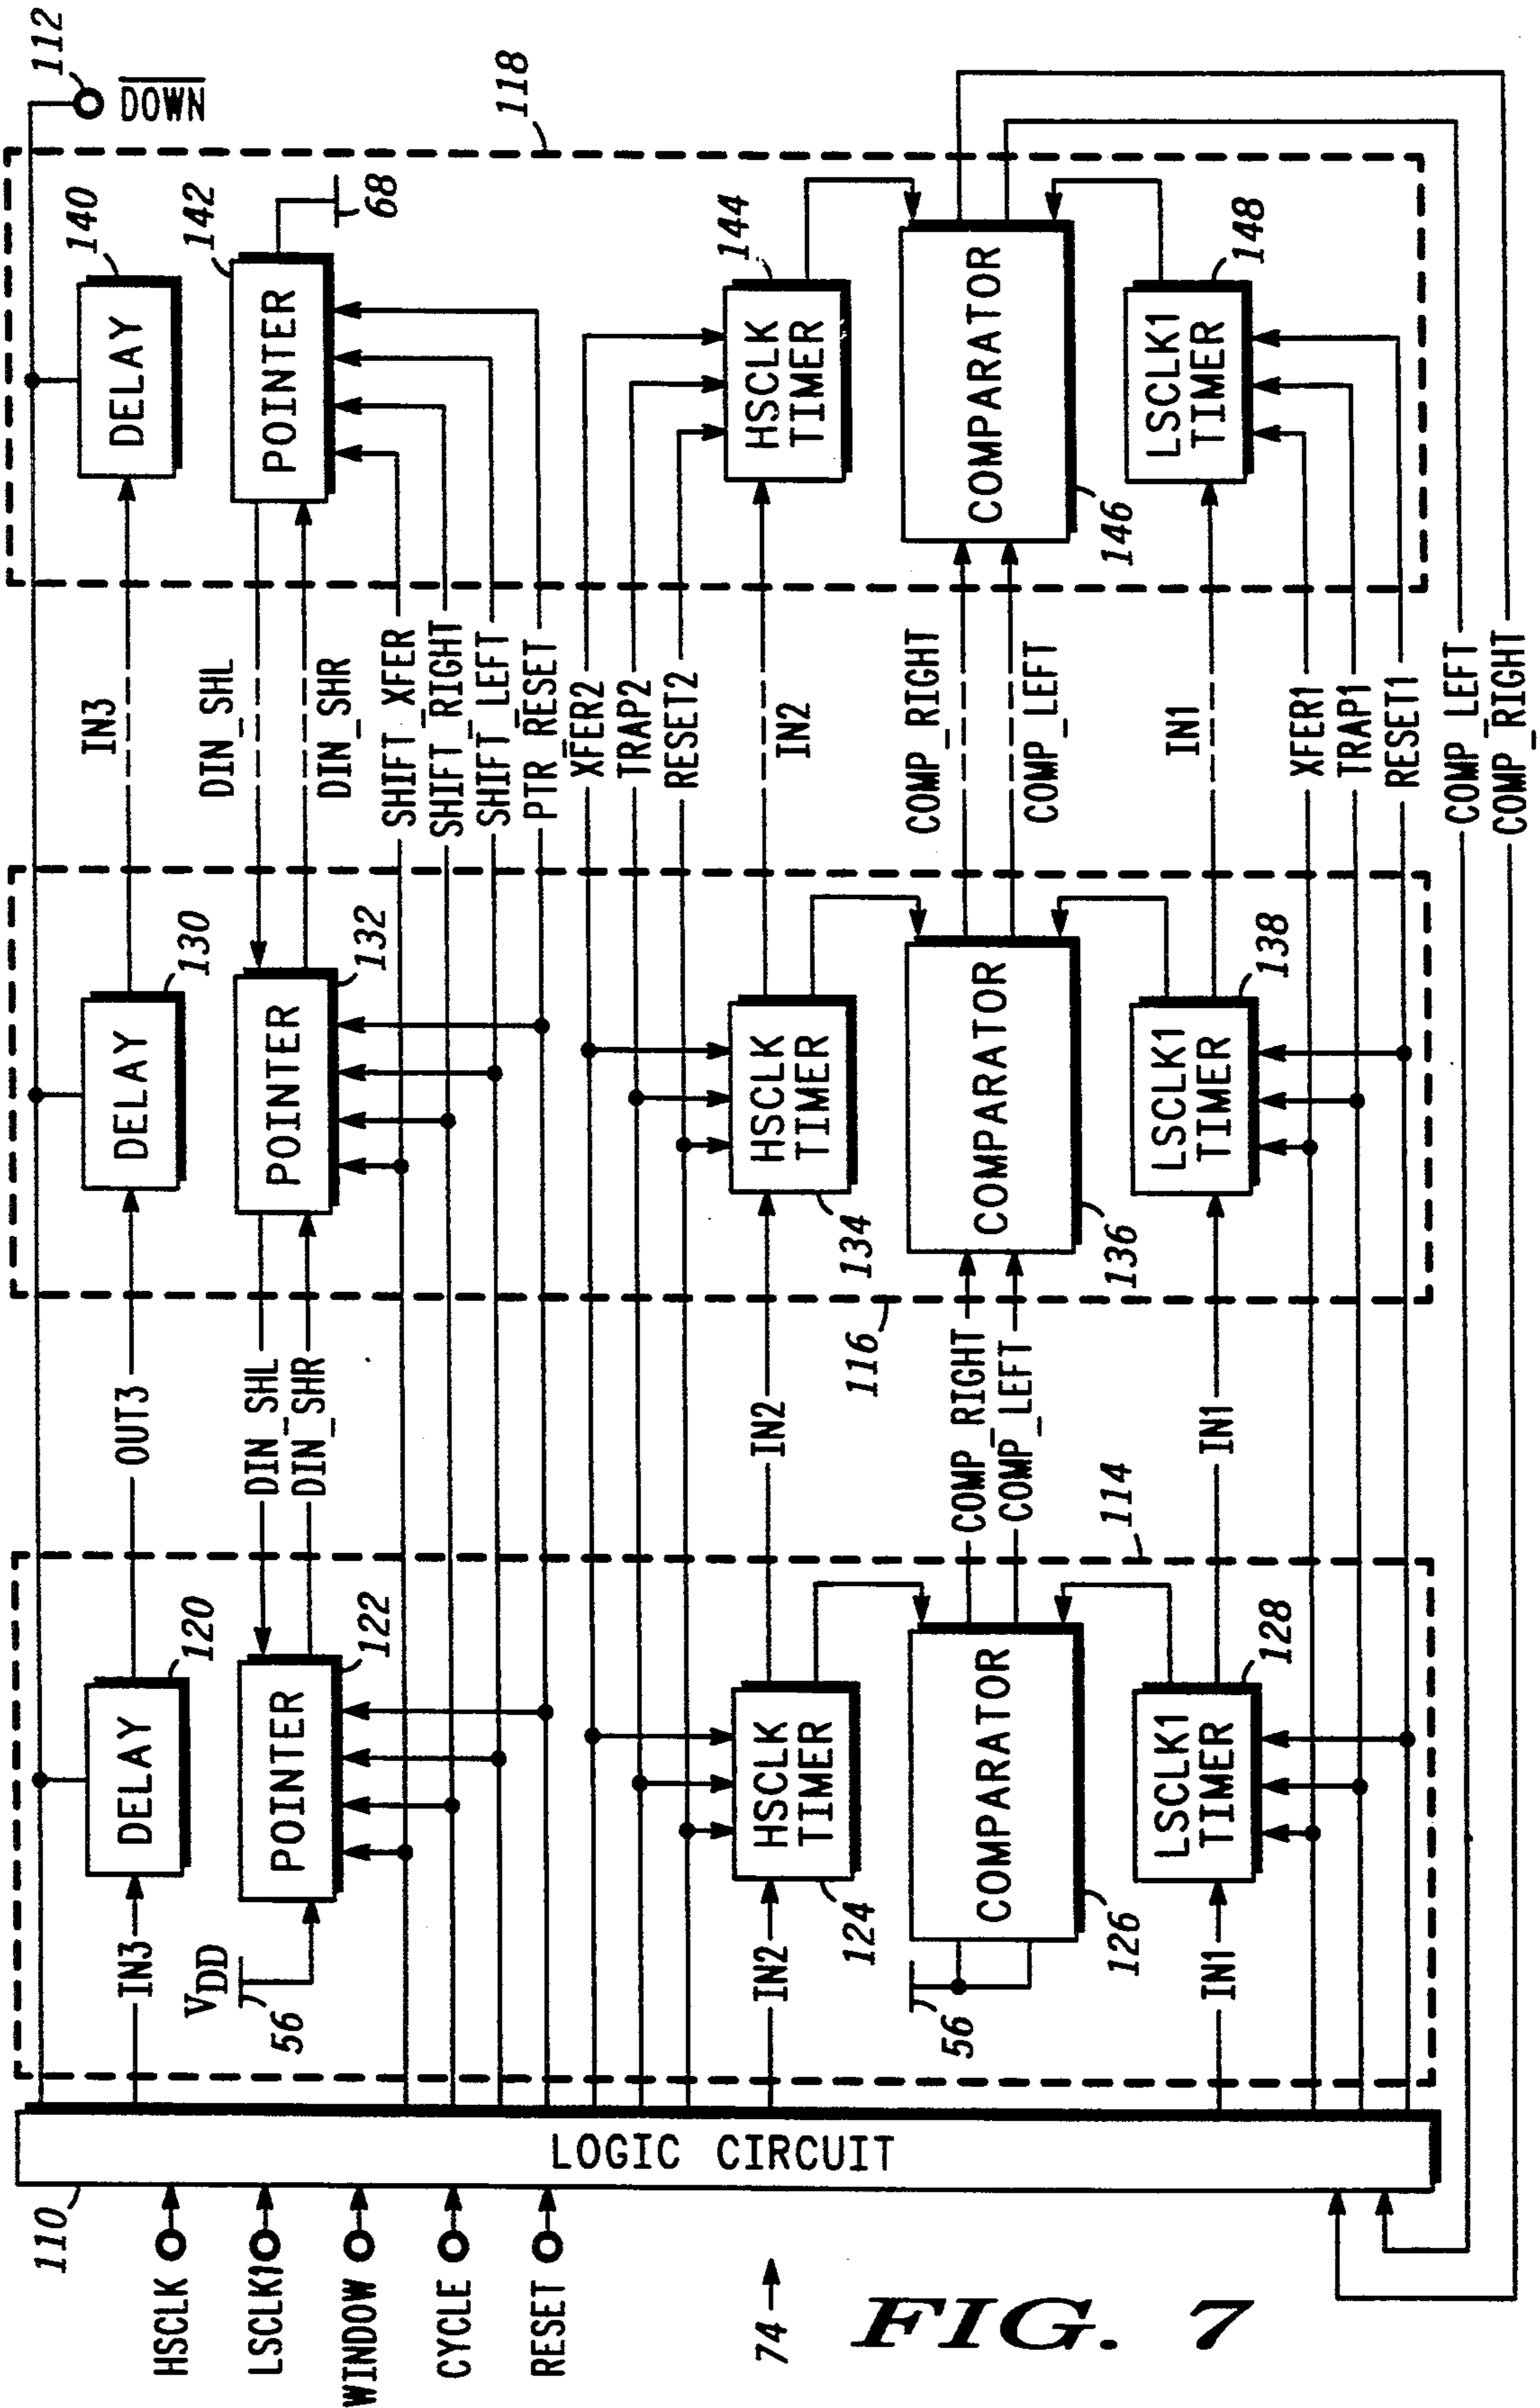 110
HSCLK
LSCLK1
WINDOW
CYCLE
RESET
LOGIC CIRCUIT
74
FIG. 7
112
DOWN
118
114
116
IN3
DELAY
120
OUT3
DELAY
130
IN3
DELAY
140
VDD
56
POINTER
122
DIN_SHL
DIN_SHR
POINTER
132
DIN_SHL
DIN_SHR
POINTER
142
68
SHIFT_XFER
SHIFT_RIGHT
SHIFT_LEFT
PTR_RESET
XFER2
TRAP2
RESET2
IN2
HSCLK
TIMER
124
IN2
HSCLK
TIMER
134
IN2
HSCLK
TIMER
144
56
COMPARATOR
126
COMP_RIGHT
COMP_LEFT
COMPARATOR
136
COMP_RIGHT
COMP_LEFT
COMPARATOR
146
IN1
LSCLK1
TIMER
128
IN1
LSCLK1
TIMER
138
IN1
LSCLK1
TIMER
148
XFER1
TRAP1
RESET1
COMP_LEFT
COMP_RIGHT